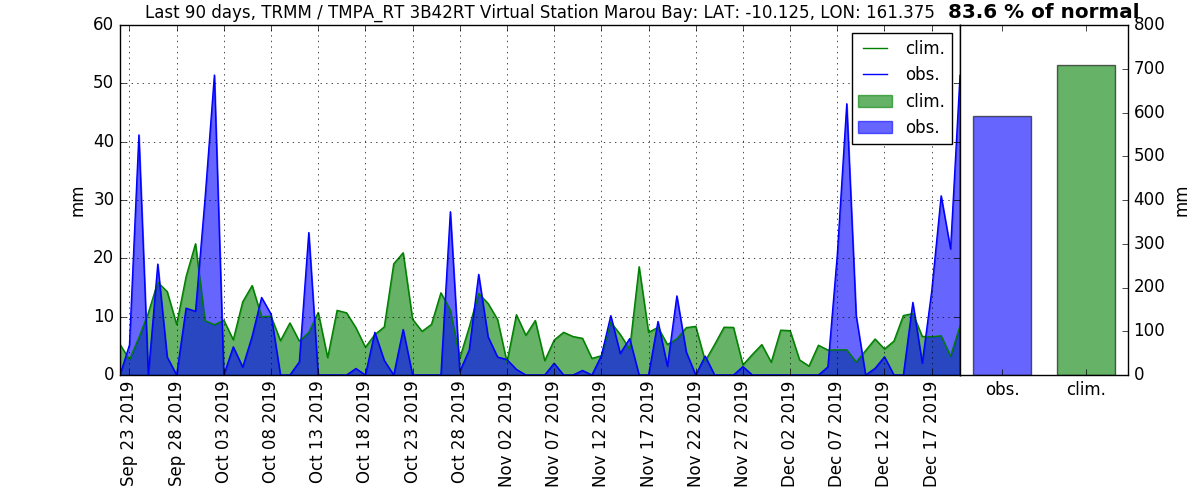 Last 90 days, TRMM / TMPA_RT 3B42RT Virtual Station Marou Bay: LAT: -10.125, LON: 161.375 83.6 % of normal
60
50
40
30
20
10
0
mm
clim.
obs.
clim.
obs.
800
700
600
500
400
300
200
100
0
mm
Sep 23 2019
Sep 28 2019
Oct 03 2019
Oct 08 2019
Oct 13 2019
Oct 18 2019
Oct 23 2019
Oct 28 2019
Nov 02 2019
Nov 07 2019
Nov 12 2019
Nov 17 2019
Nov 22 2019
Nov 27 2019
Dec 02 2019
Dec 07 2019
Dec 12 2019
Dec 17 2019
obs.
clim.